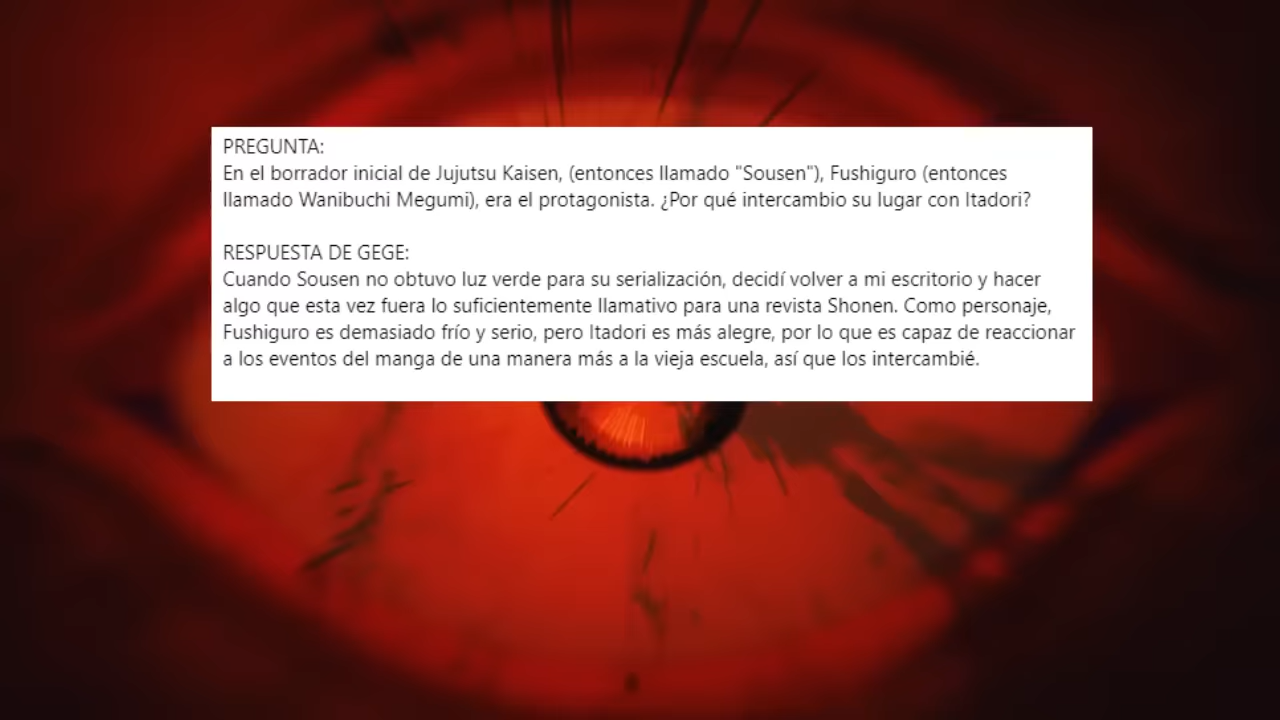 PREGUNTA:
En el borrador inicial de Jujutsu Kaisen, (entonces llamado "Sousen"), Fushiguro (entonces
llamado Wanibuchi Megumi), era el protagonista. ¿Por qué intercambio su lugar con Itadori?
RESPUESTA DE GEGE:
Cuando Sousen no obtuvo luz verde para su serialización, decidí volver a mi escritorio y hacer
algo que esta vez fuera lo suficientemente llamativo para una revista Shonen. Como personaje,
Fushiguro es demasiado frío y serio, pero Itadori es más alegre, por lo que es capaz de reaccionar
a los eventos del manga de una manera más a la vieja escuela, así que los intercambié.